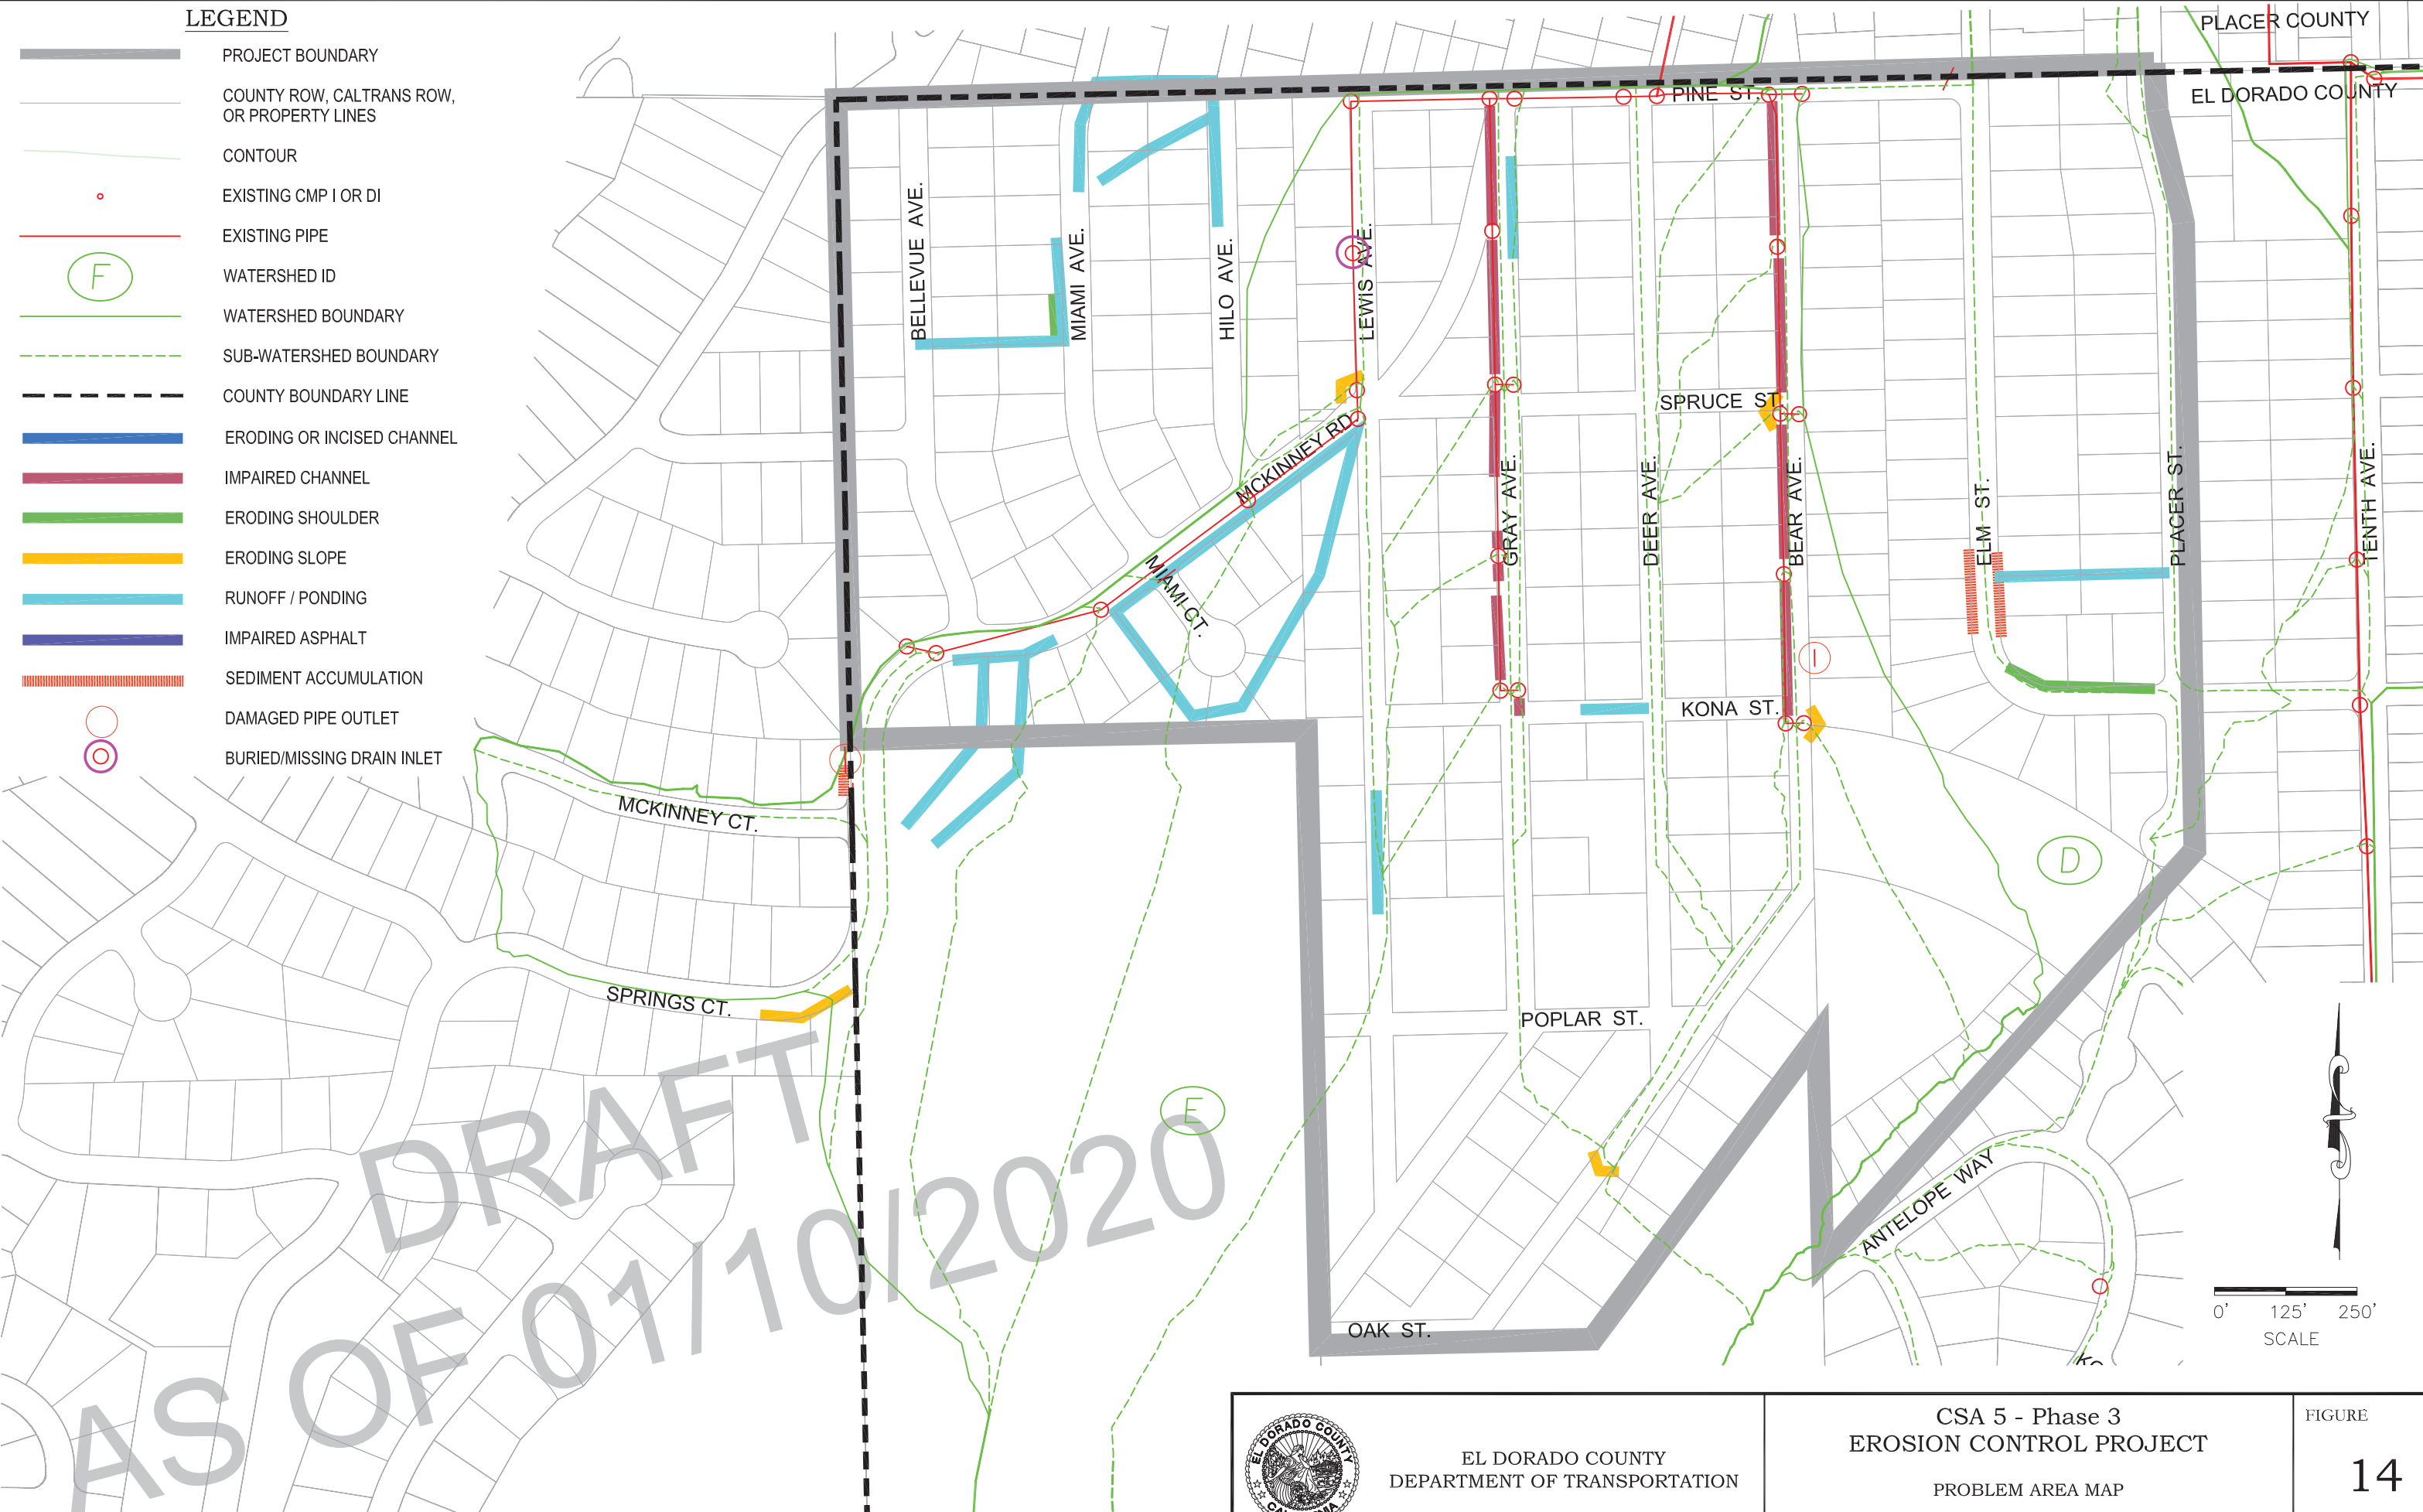 LEGEND
PROJECT BOUNDARY
COUNTY ROW, CALTRANS ROW,
OR PROPERTY LINES
CONTOUR
EXISTING CMP I OR DI
EXISTING PIPE
F
WATERSHED ID
WATERSHED BOUNDARY
SUB-WATERSHED BOUNDARY
COUNTY BOUNDARY LINE
ERODING OR INCISED CHANNEL
IMPAIRED CHANNEL
ERODING SHOULDER
ERODING SLOPE
RUNOFF / PONDING
IMPAIRED ASPHALT
SEDIMENT ACCUMULATION
DAMAGED PIPE OUTLET
BURIED/MISSING DRAIN INLET
PLACER COUNTY
EL DORADO COUNTY
PINE ST.
BELLEVUE AVE.
MIAMI AVE.
HILO AVE.
LEWIS AVE.
GRAY AVE.
DEER AVE.
BEAR AVE.
ELM ST.
PLACER ST.
TENTH AVE.
SPRUCE ST
MCKINNEY RD
MIAMI CT.
KONA ST.
MCKINNEY CT.
SPRINGS CT.
D
E
POPLAR ST.
ANTELOPE WAY
OAK ST.
KO
DRAFT
AS OF 01/10/2020
0' 125' 250'
SCALE
EL DORADO COUNTY
CALIFORNIA
EL DORADO COUNTY
DEPARTMENT OF TRANSPORTATION
CSA 5 - Phase 3
EROSION CONTROL PROJECT
PROBLEM AREA MAP
FIGURE
14